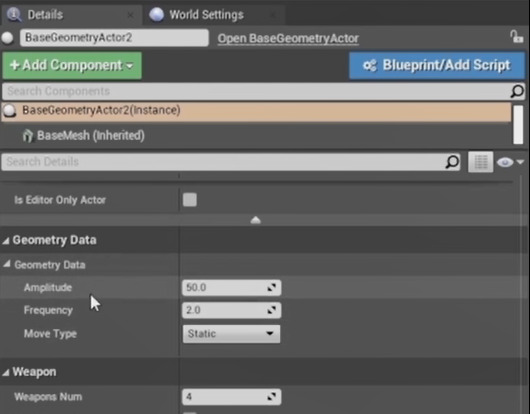 Details
World Settings
BaseGeometryActor2
Open BaseGeometryActor
+Add Component
Blueprint/Add Script
Search Components
BaseGeometryActor2(Instance)
BaseMesh (Inherited)
Search Details
Is Editor Only Actor
Geometry Data
Geometry Data
Amplitude 50.0
Frequency 2.0
Move Type Static
Weapon
Weapons Num 4